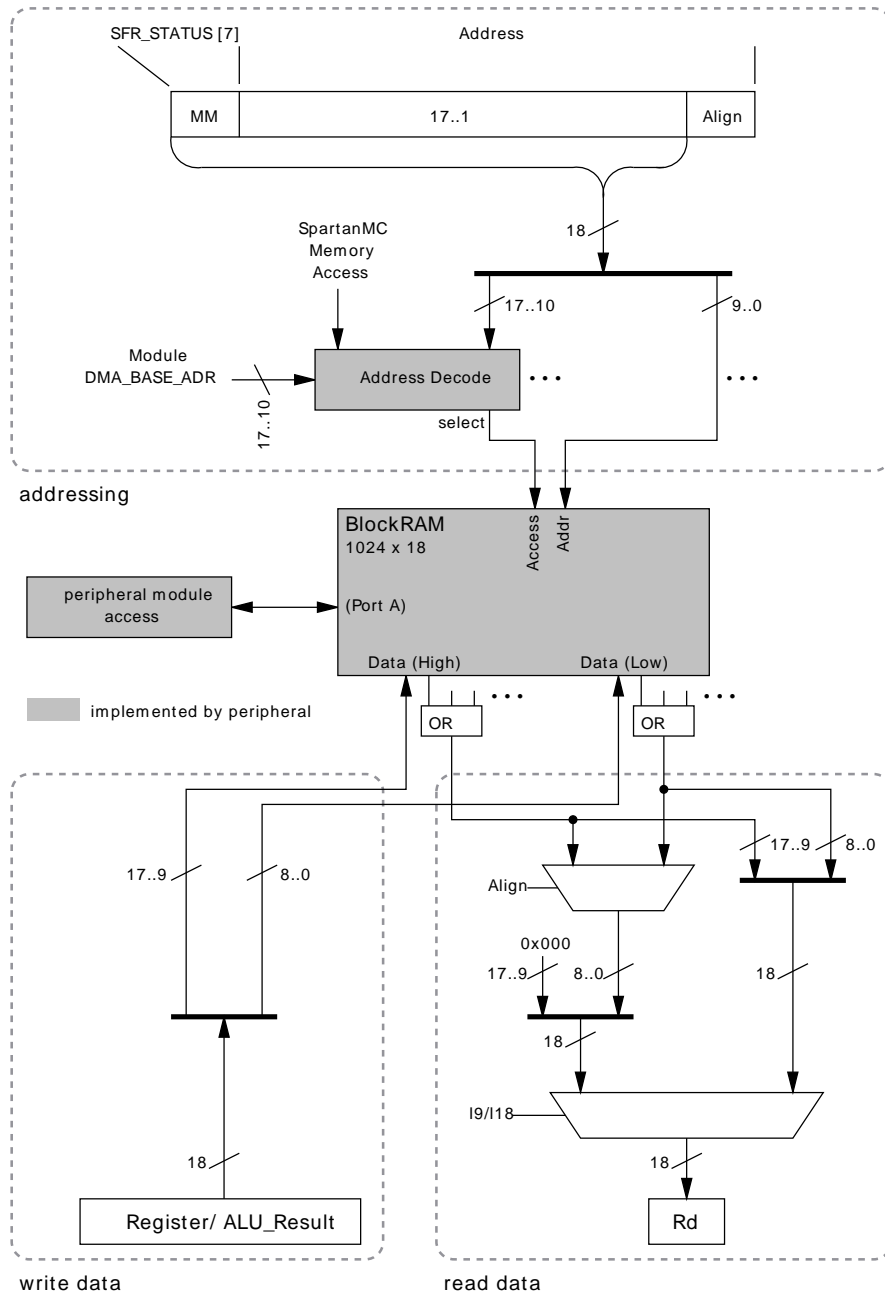 SFR_STATUS [7]
Address
MM
17..1
Align
18
SpartanMC
Memory
Access
17..10
9..0
Module
DMA_BASE_ADR
17..10
Address Decode
...
...
select
addressing
BlockRAM
1024 x 18
Access
Addr
peripheral module
access
(Port A)
Data (High)
Data (Low)
...
...
implemented by peripheral
OR
OR
17..9
8..0
17..9
8..0
Align
0x000
17..9
8..0
18
18
I9/I18
18
18
Register/ ALU_Result
Rd
write data
read data